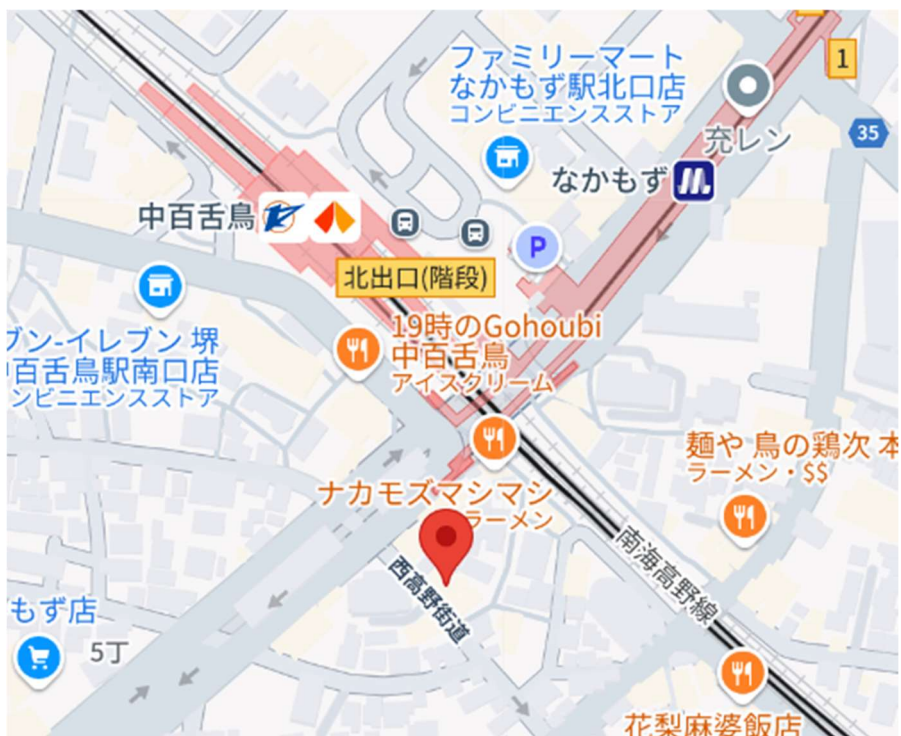 ファミリーマート
なかもず駅北口店
コンビニエンスストア
1
充レン
35
なかもず
中百舌鳥
P
北出口(階段)
19時のGohoubi
中百舌鳥
アイスクリーム
ブン-イレブン 堺
百舌鳥駅南口店
ンビニエンスストア
麺や 鳥の鶏次 本
ラーメン・$$
ナカモズマシマシ
ラーメン
南海高野線
西高野街道
もず店
5丁
花梨麻婆飯店